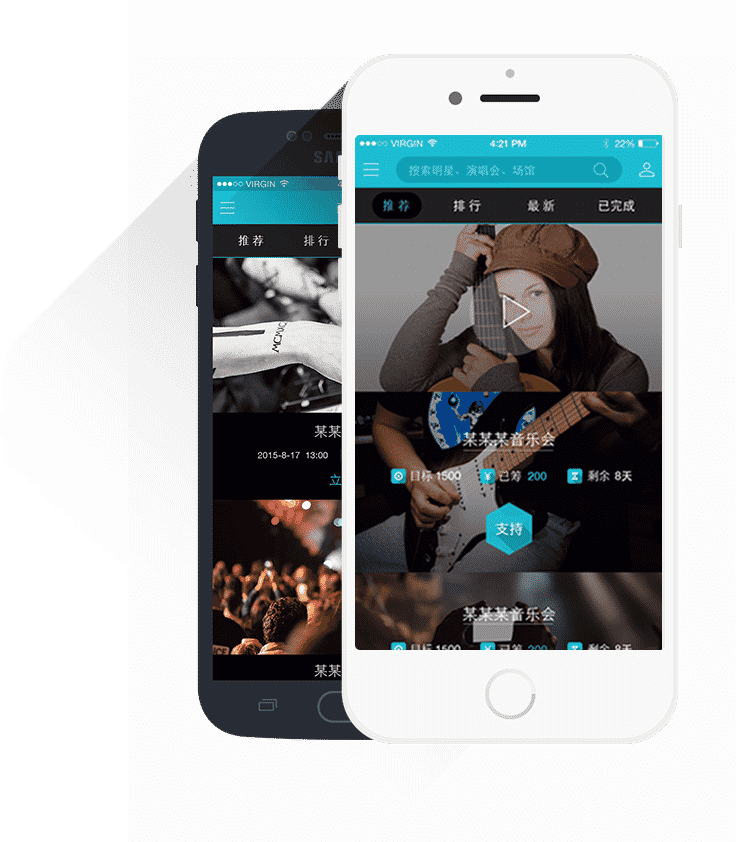 VIRGIN 4:21 PM 22%
搜索明星、演唱会、场馆
推荐 排行 最新 已完成
某某某音乐会
目标 1500 已筹 200 剩余 8天
支持
某某某音乐会
目标 1500 已筹 200 剩余 8天
SA
VIRGIN 4
推荐 排行
MCMXC
某某
2015-8-17 13:00
立
某某